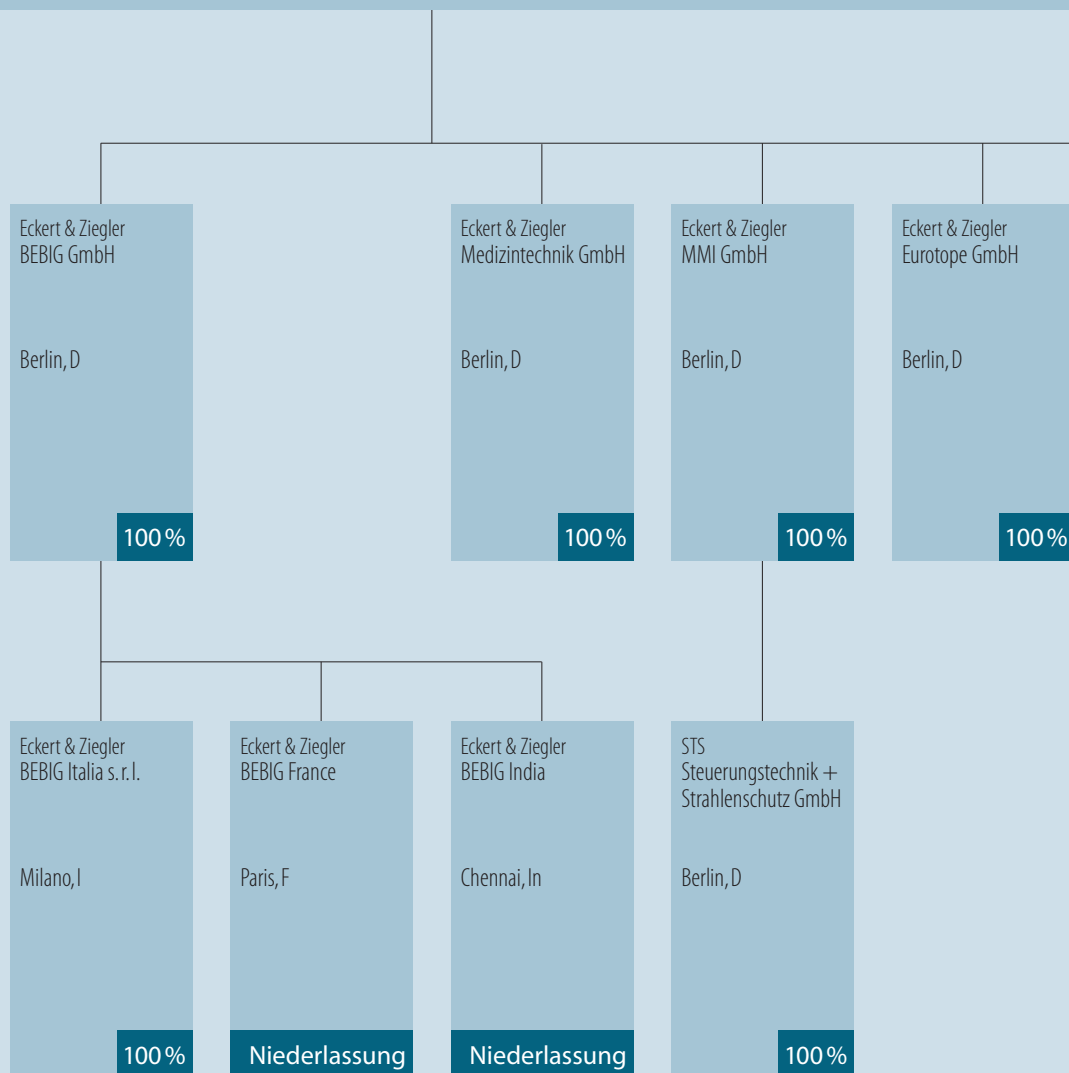 Eckert & Ziegler
BEBIG GmbH
Berlin, D
100 %
Eckert & Ziegler
Medizintechnik GmbH
Berlin, D
100 %
Eckert & Ziegler
MMI GmbH
Berlin, D
100 %
Eckert & Ziegler
Eurotope GmbH
Berlin, D
100 %
Eckert & Ziegler
BEBIG Italia s. r. l.
Milano, I
100 %
Eckert & Ziegler
BEBIG France
Paris, F
Niederlassung
Eckert & Ziegler
BEBIG India
Chennai, In
Niederlassung
STS
Steuerungstechnik +
Strahlenschutz GmbH
Berlin, D
100 %